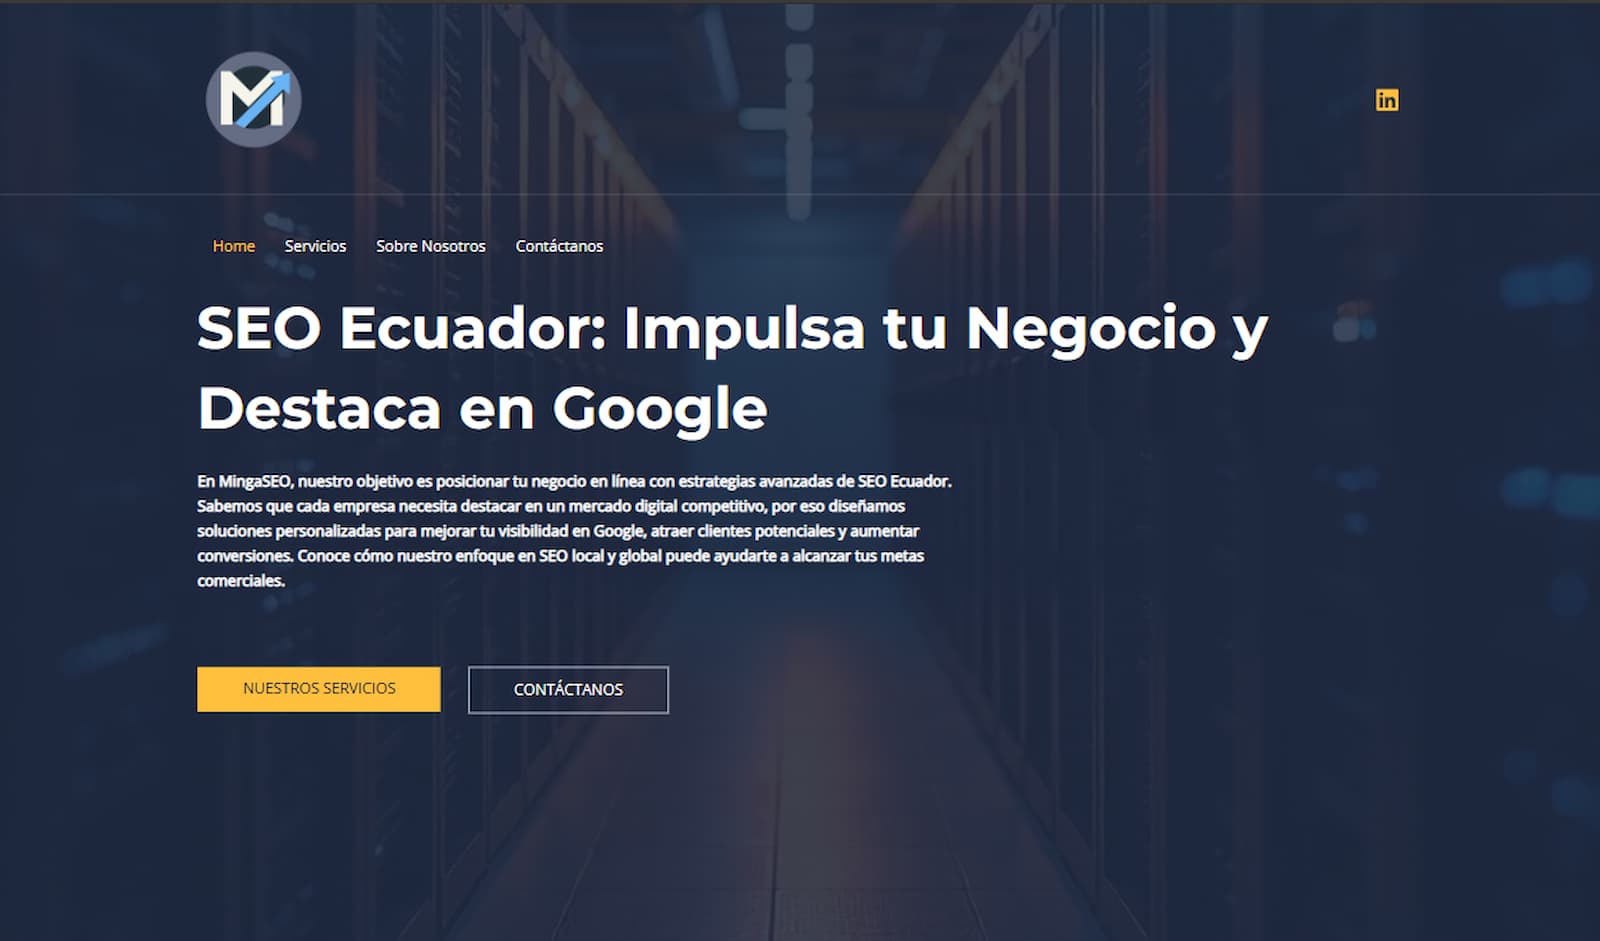 M
in
Home Servicios Sobre Nosotros Contáctanos
SEO Ecuador: Impulsa tu Negocio y
Destaca en Google
En MingaSEO, nuestro objetivo es posicionar tu negocio en línea con estrategias avanzadas de SEO Ecuador.
Sabemos que cada empresa necesita destacar en un mercado digital competitivo, por eso diseñamos
soluciones personalizadas para mejorar tu visibilidad en Google, atraer clientes potenciales y aumentar
conversiones. Conoce cómo nuestro enfoque en SEO local y global puede ayudarte a alcanzar tus metas
comerciales.
NUESTROS SERVICIOS CONTÁCTANOS